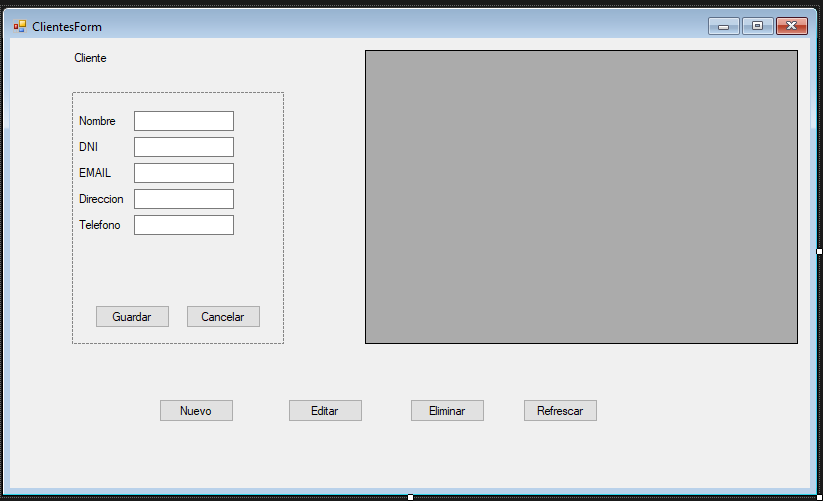 ClientesForm
Cliente
Nombre
DNI
EMAIL
Direccion
Telefono
Guardar Cancelar
Nuevo Editar Eliminar Refrescar